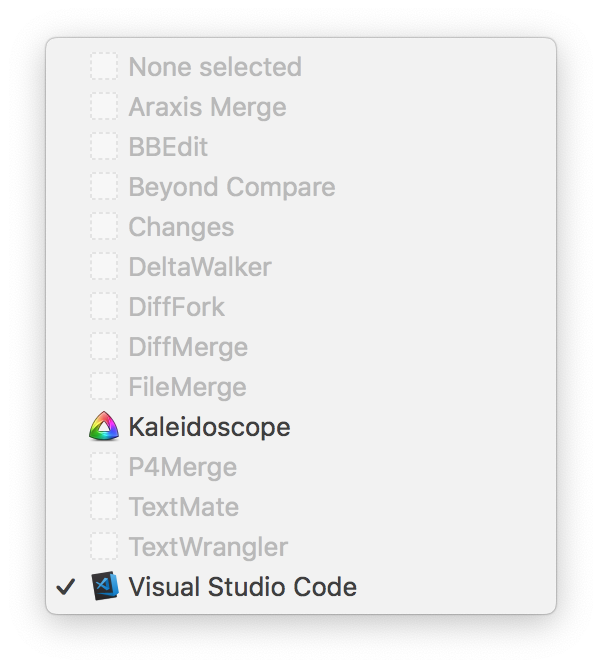 None selected
Araxis Merge
BBEdit
Beyond Compare
Changes
DeltaWalker
DiffFork
DiffMerge
FileMerge
Kaleidoscope
P4Merge
TextMate
TextWrangler
Visual Studio Code